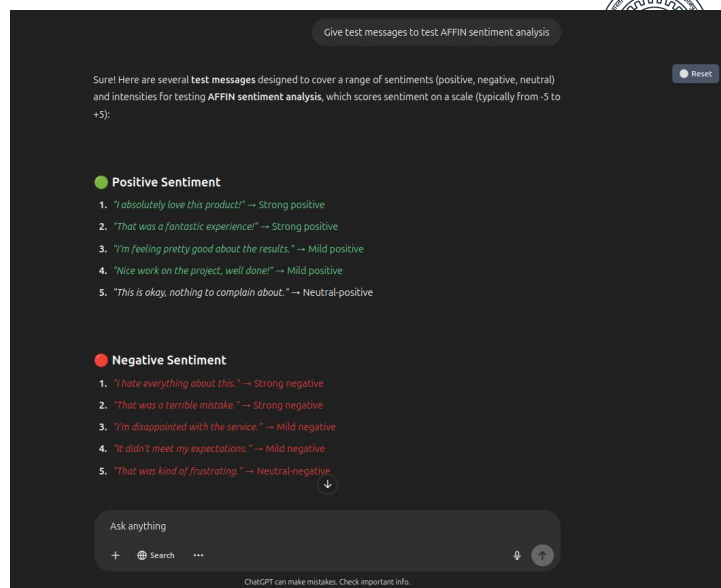 Give test messages to test AFFIN sentiment analysis
Reset
Sure! Here are several test messages designed to cover a range of sentiments (positive, negative, neutral)
and intensities for testing AFFIN sentiment analysis, which scores sentiment on a scale (typically from -5 to
+5):
Positive Sentiment
1. "I absolutely love this product!" → Strong positive
2. "That was a fantastic experience!" → Strong positive
3. "I'm feeling pretty good about the results." → Mild positive
4. "Nice work on the project, well done!" → Mild positive
5. "This is okay, nothing to complain about." → Neutral-positive
Negative Sentiment
1. "I hate everything about this." → Strong negative
2. "That was a terrible mistake." → Strong negative
3. "I'm disappointed with the service." → Mild negative
4. "It didn't meet my expectations." → Mild negative
5. "That was kind of frustrating." → Neutral-negative
Ask anything
Search
ChatGPT can make mistakes. Check important info.